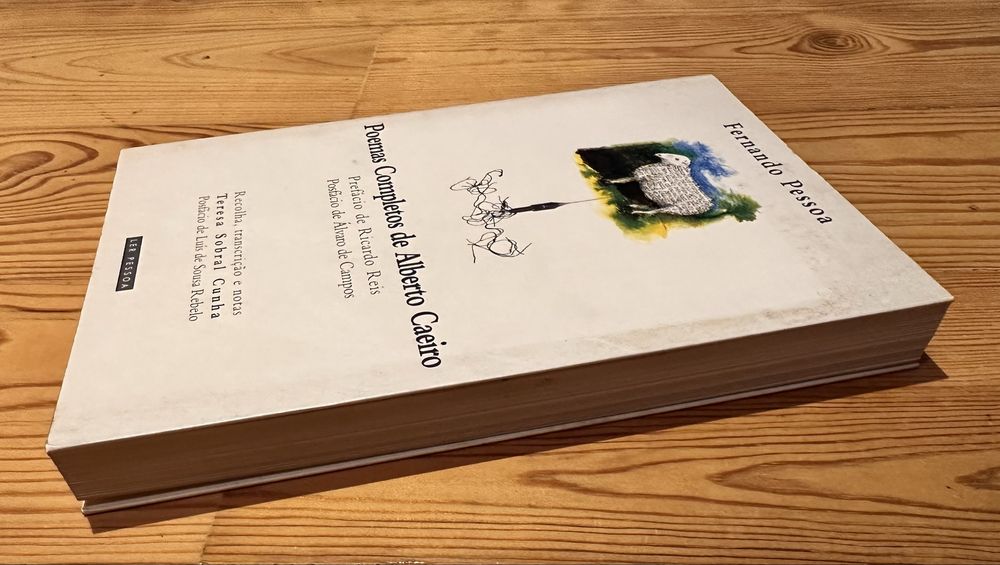 Fernando Pessoa
Poemas Completos de Alberto Caeiro
Prefácio de Ricardo Reis
Posfácio de Álvaro de Campos
Recolha, transcrição e notas
Teresa Sobral Cunha
Posfácio de Luís de Sousa Rebelo
LER PESSOA